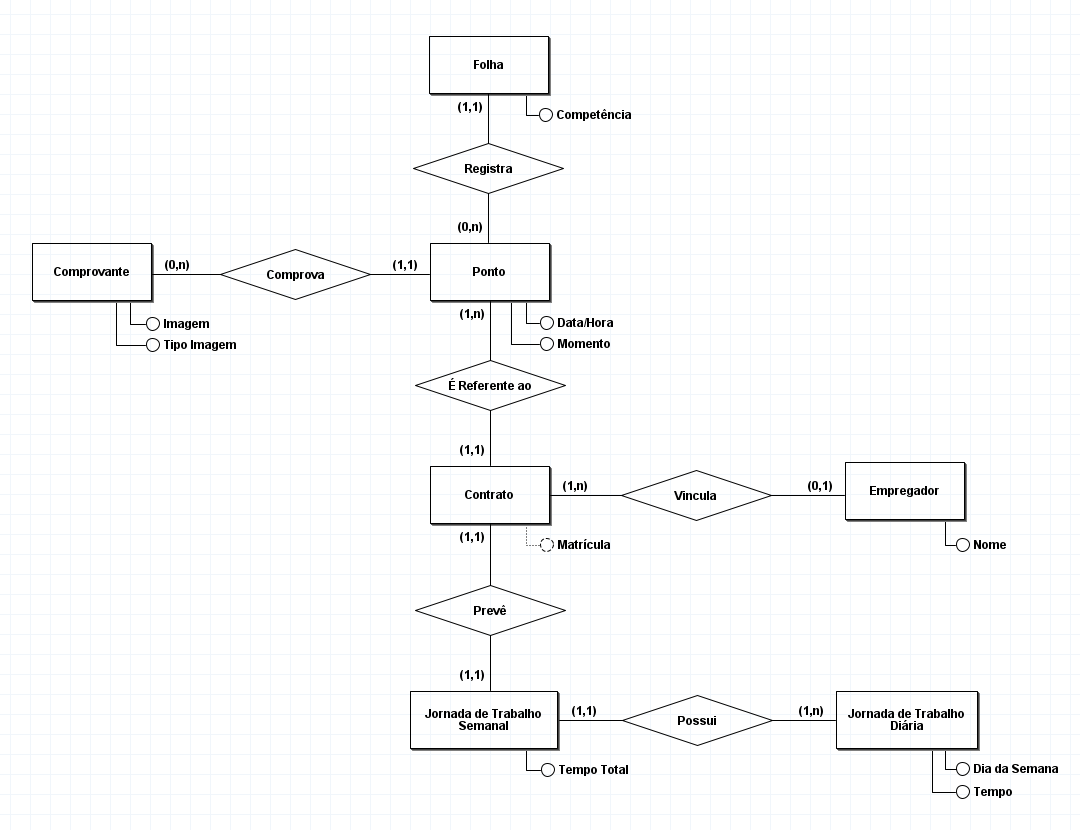 Folha
(1,1)
Competência
Registra
(0,n)
Comprovante
(0,n)
Comprova
(1,1)
Ponto
Imagem
Tipo Imagem
(1,n)
Data/Hora
Momento
É Referente ao
(1,1)
Contrato
(1,n)
Vincula
(0,1)
Empregador
(1,1)
Matrícula
Nome
Prevê
(1,1)
Jornada de Trabalho
Semanal
(1,1)
Possui
(1,n)
Jornada de Trabalho
Diária
Tempo Total
Dia da Semana
Tempo